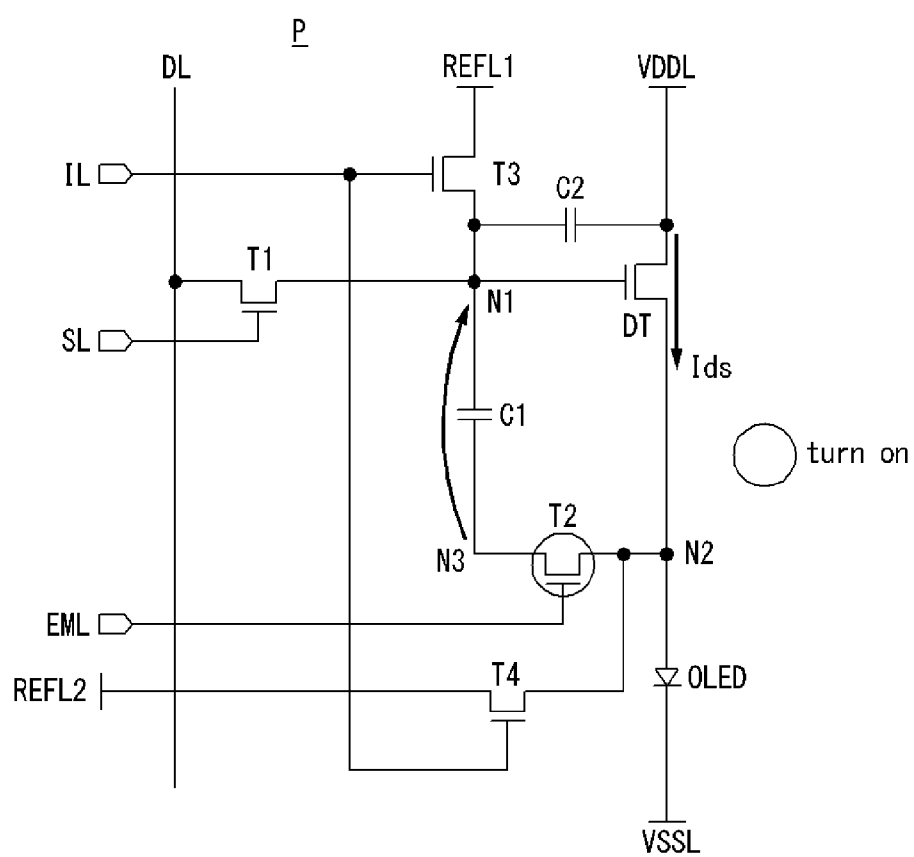 P
DL
REFL1
VDDL
IL
T3
C2
T1
N1
DT
SL
Ids
C1
turn on
T2
N3
N2
EML
T4
REFL2
OLED
VSSL